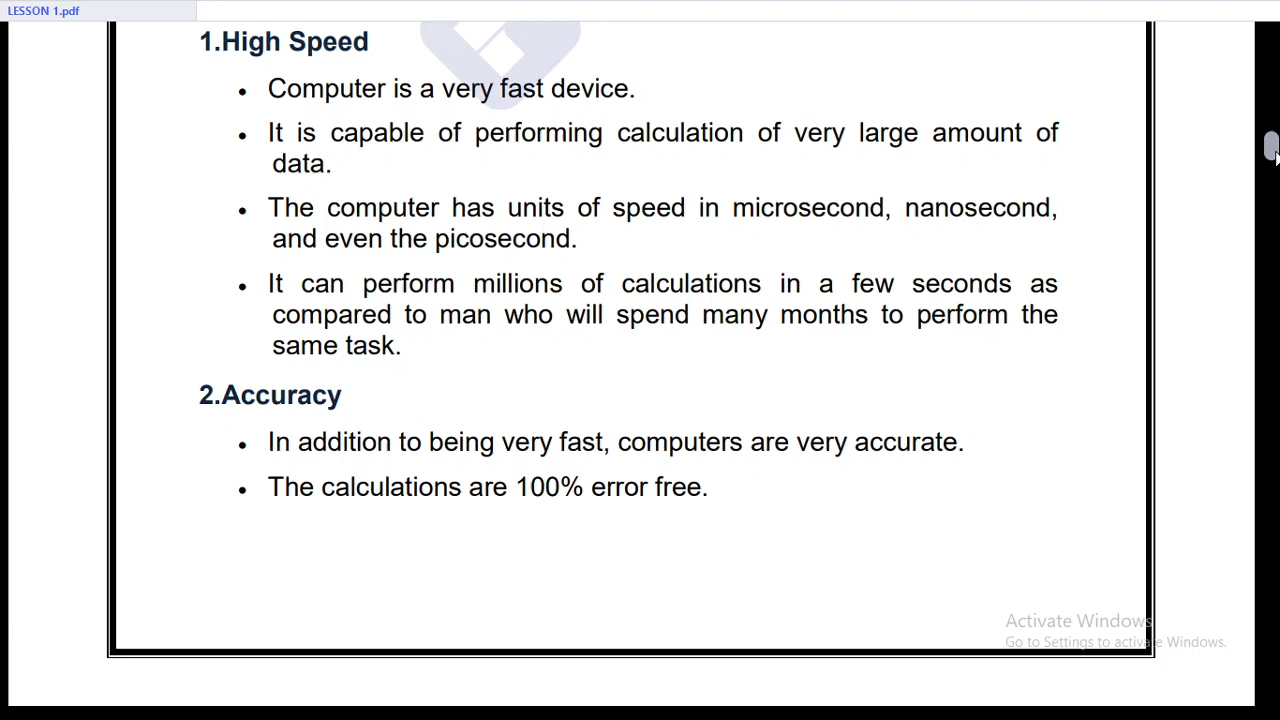 LESSON 1.pdf
1.High Speed
• Computer is a very fast device.
• It is capable of performing calculation of very large amount of
data.
• The computer has units of speed in microsecond, nanosecond,
and even the picosecond.
• It can perform millions of calculations in a few seconds as
compared to man who will spend many months to perform the
same task.
2.Accuracy
• In addition to being very fast, computers are very accurate.
• The calculations are 100% error free.
Activate Windows
Go to Settings to activate Windows.